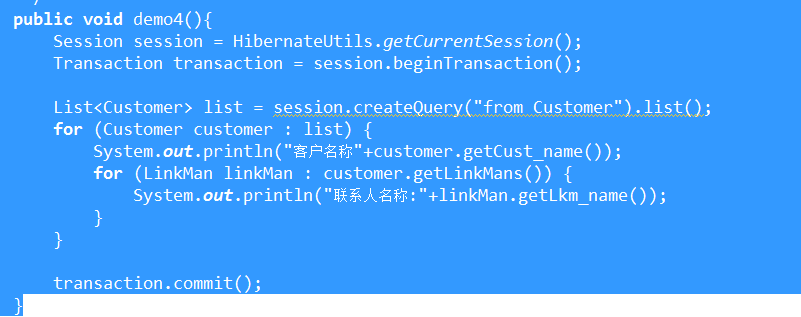 public void demo4(){
Session session = HibernateUtils.getCurrentSession();
Transaction transaction = session.beginTransaction();
List<Customer> list = session.createQuery("from Customer").list();
for (Customer customer : list) {
System.out.println("客户名称"+customer.getCust_name());
for (LinkMan linkMan : customer.getLinkMans()) {
System.out.println("联系人名称:"+linkMan.getLkm_name());
}
}
transaction.commit();
}